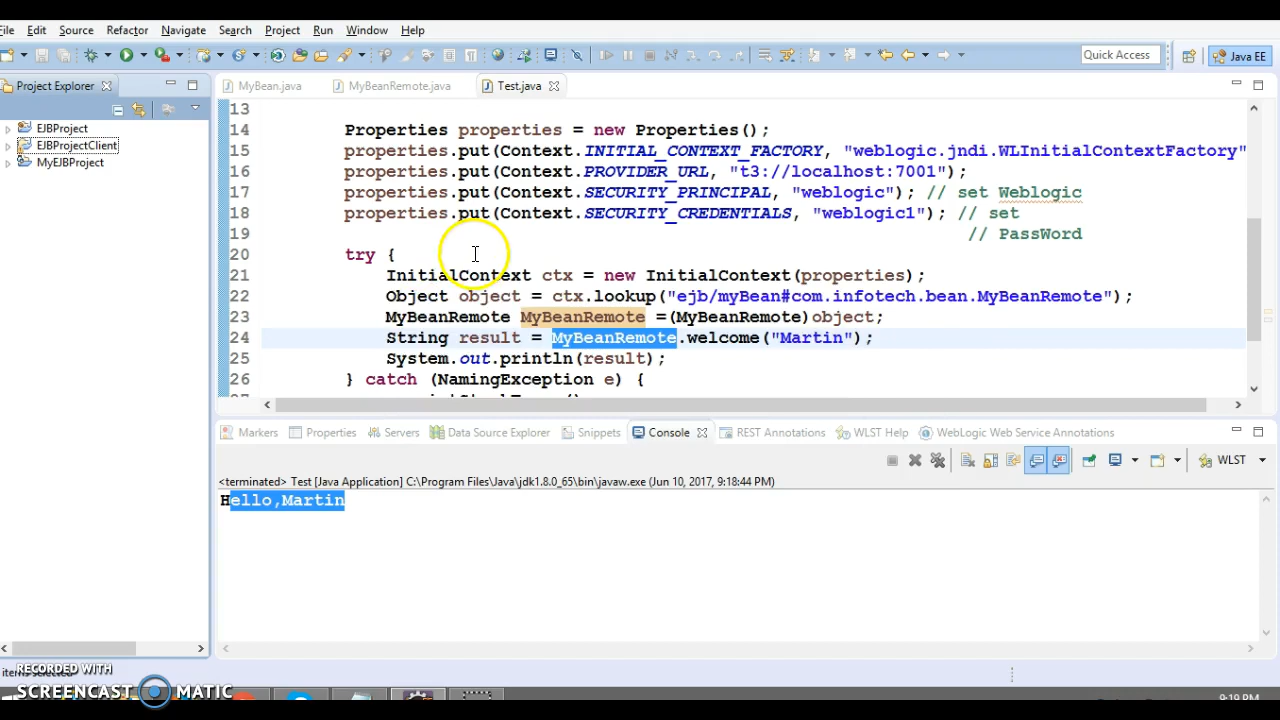 File Edit Source Refactor Navigate Search Project Run Window Help
Quick Access
Java EE
Project Explorer
MyBean.java
MyBeanRemote.java
Test.java
EJBProject
EJBProjectClient
MyEJBProject
13
14 Properties properties = new Properties();
15 properties.put(Context.INITIAL_CONTEXT_FACTORY, "weblogic.jndi.WLInitialContextFactory"
16 properties.put(Context.PROVIDER_URL, "t3://localhost:7001");
17 properties.put(Context.SECURITY_PRINCIPAL, "weblogic"); // set Weblogic
18 properties.put(Context.SECURITY_CREDENTIALS, "weblogic1"); // set
19 // PassWord
20 try {
21 InitialContext ctx = new InitialContext(properties);
22 Object object = ctx.lookup("ejb/myBean#com.infotech.bean.MyBeanRemote");
23 MyBeanRemote MyBeanRemote =(MyBeanRemote)object;
24 String result = MyBeanRemote.welcome("Martin");
25 System.out.println(result);
26 } catch (NamingException e) {
Markers Properties Servers Data Source Explorer Snippets Console REST Annotations WLST Help WebLogic Web Service Annotations
WLST
<terminated> Test [Java Application] C:\Program Files\Java\jdk1.8.0_65\bin\javaw.exe (Jun 10, 2017, 9:18:44 PM)
Hello,Martin
RECORDED WITH
items selected
SCREENCAST MATIC
9:19 PM